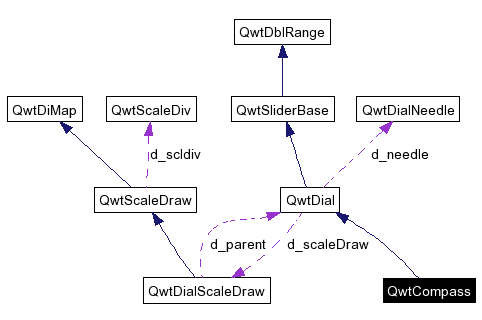 QwtDblRange
QwtDiMap
QwtScaleDiv
QwtSliderBase
QwtDialNeedle
d_scldiv
d_needle
QwtScaleDraw
QwtDial
d_parent
d_scaleDraw
QwtDialScaleDraw
QwtCompass